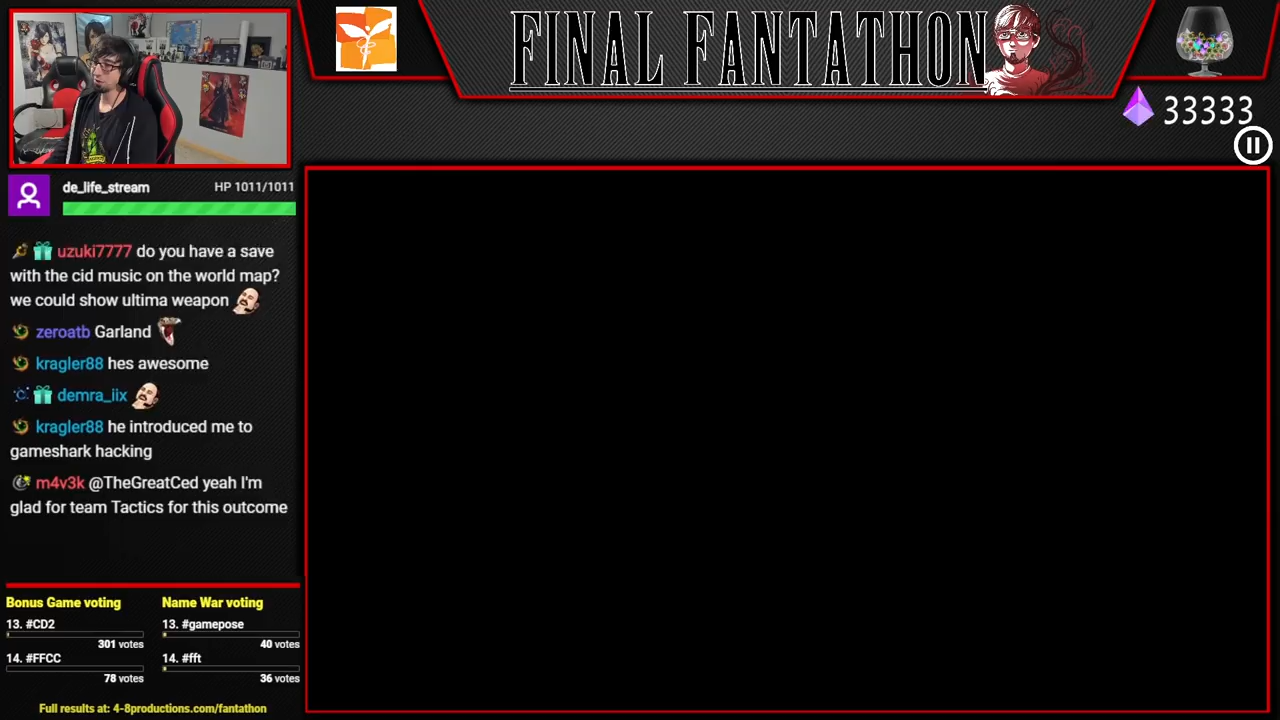 FINAL FANTATHON
33333
de_life_stream HP 1011/1011
uzuki7777 do you have a save
with the cid music on the world map?
we could show ultima weapon
zeroatb Garland
kragler88 hes awesome
demra_iix
kragler88 he introduced me to
gameshark hacking
m4v3k @TheGreatCed yeah I'm
glad for team Tactics for this outcome
Bonus Game voting
13. #CD2
301 votes
14. #FFCC
78 votes
Name War voting
13. #gamepose
40 votes
14. #fft
36 votes
Full results at: 4-8productions.com/fantathon